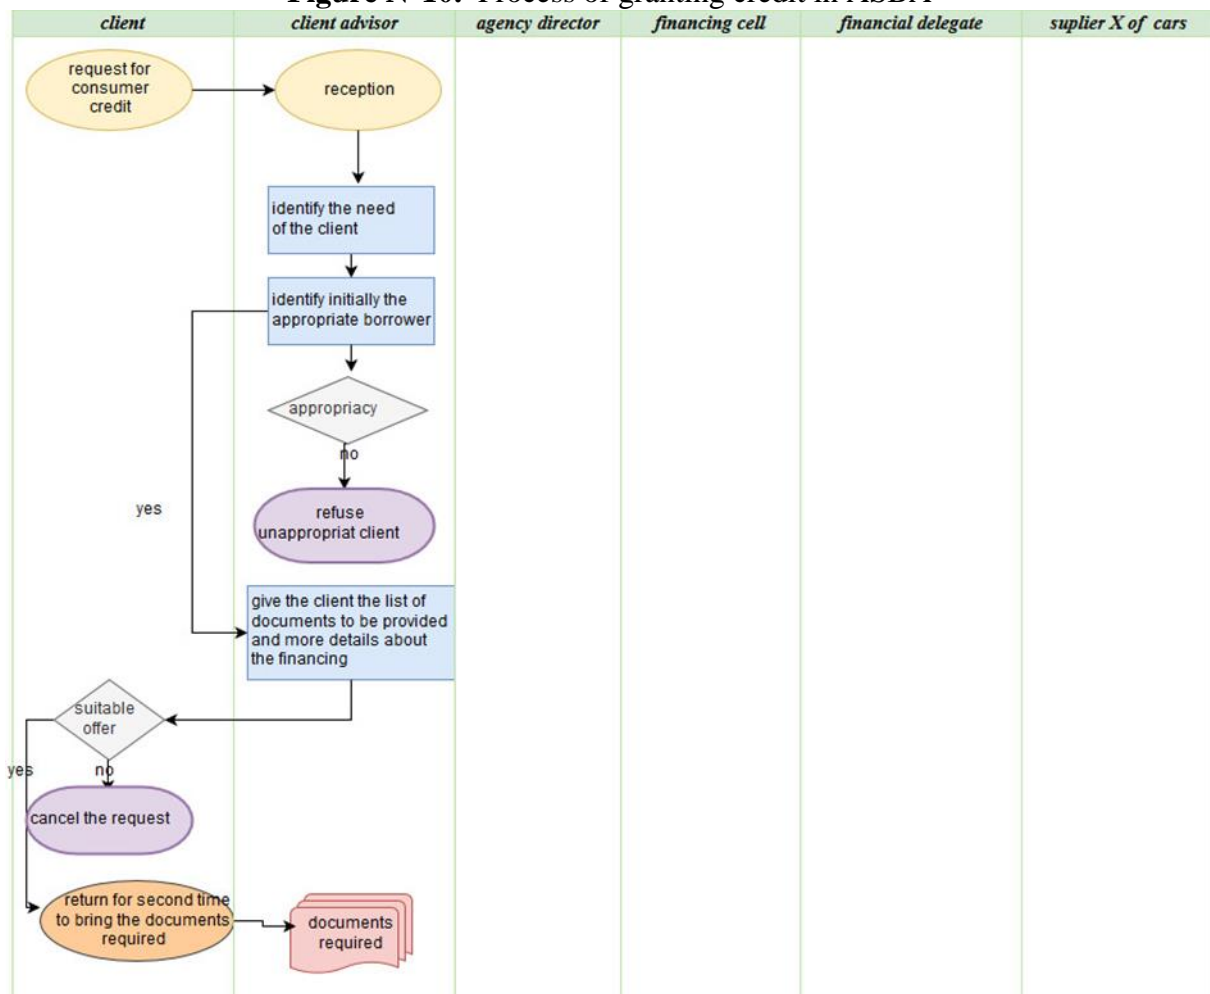 Figure N°10: Process of granting credit in ASBA
client
client advisor
agency director
financing cell
financial delegate
suplier X of cars
request for
consumer
credit
reception
identify the need
of the client
identify initially the
appropriate borrower
appropriacy
no
refuse
unappropriat client
yes
give the client the list of
documents to be provided
and more details about
the financing
suitable
offer
yes
no
cancel the request
return for second time
to bring the documents
required
documents
required